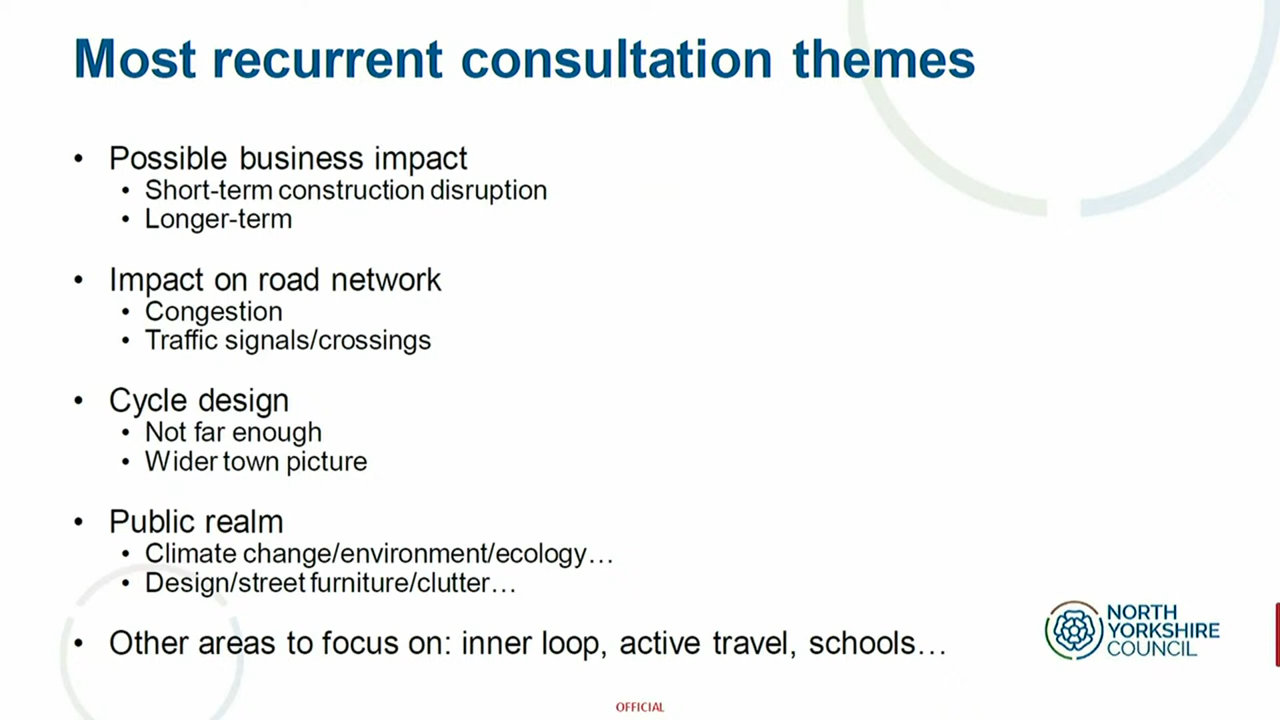 Most recurrent consultation themes
• Possible business impact
• Short-term construction disruption
• Longer-term
• Impact on road network
• Congestion
• Traffic signals/crossings
• Cycle design
• Not far enough
• Wider town picture
• Public realm
• Climate change/environment/ecology…
• Design/street furniture/clutter…
• Other areas to focus on: inner loop, active travel, schools…
NORTH
YORKSHIRE
COUNCIL
OFFICIAL